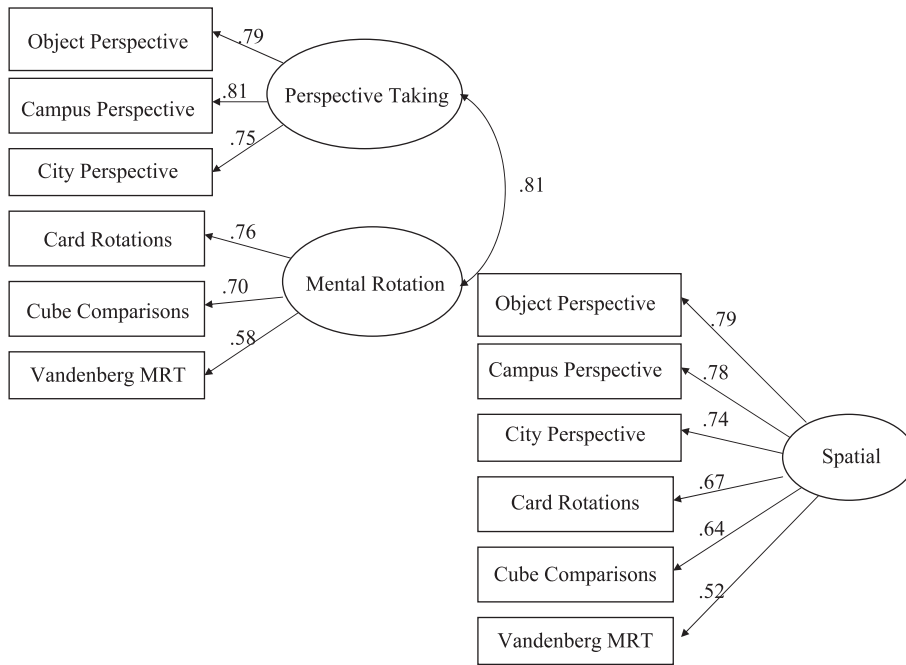 Object Perspective
.79
Campus Perspective
.81
Perspective Taking
City Perspective
.75
.81
Card Rotations
.76
Cube Comparisons
.70
Mental Rotation
Vandenberg MRT
.58
Object Perspective
.79
Campus Perspective
.78
City Perspective
.74
Spatial
Card Rotations
.67
Cube Comparisons
.64
Vandenberg MRT
.52